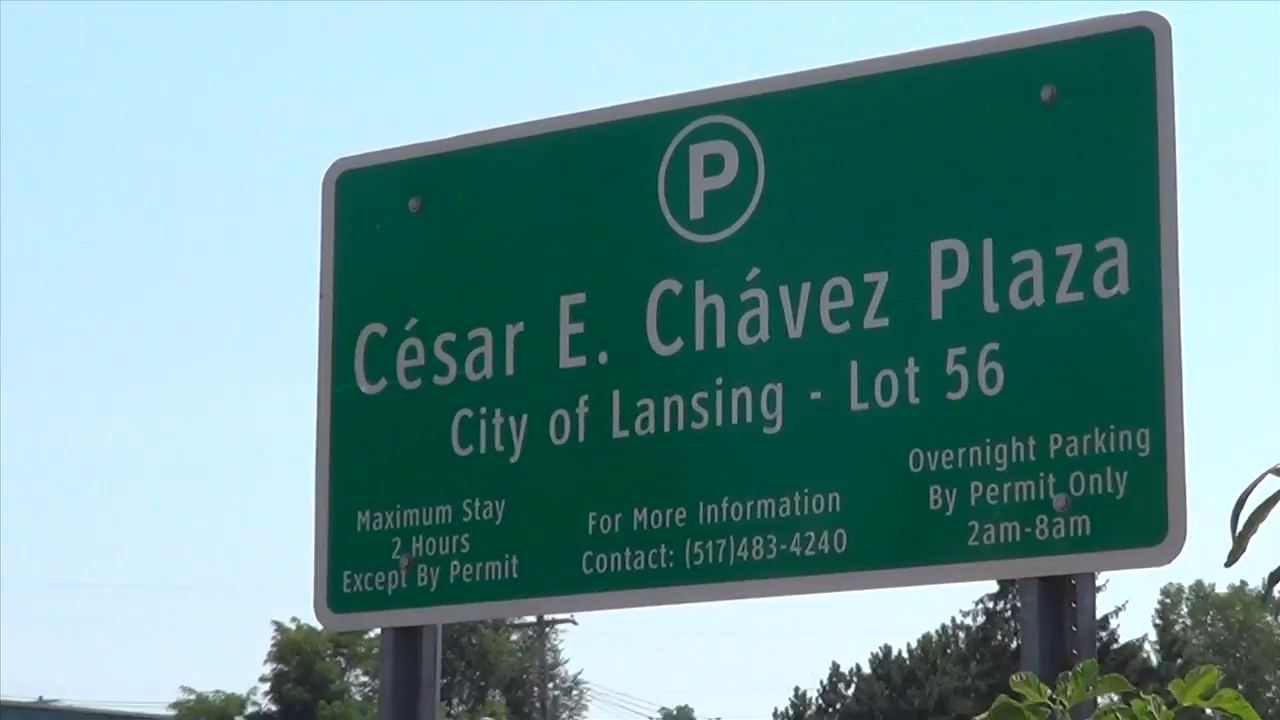 P
César E. Chávez Plaza
City of Lansing - Lot 56
Maximum Stay
2 Hours
Except By Permit
For More Information
Contact: (517)483-4240
Overnight Parking
By Permit Only
2am-8am